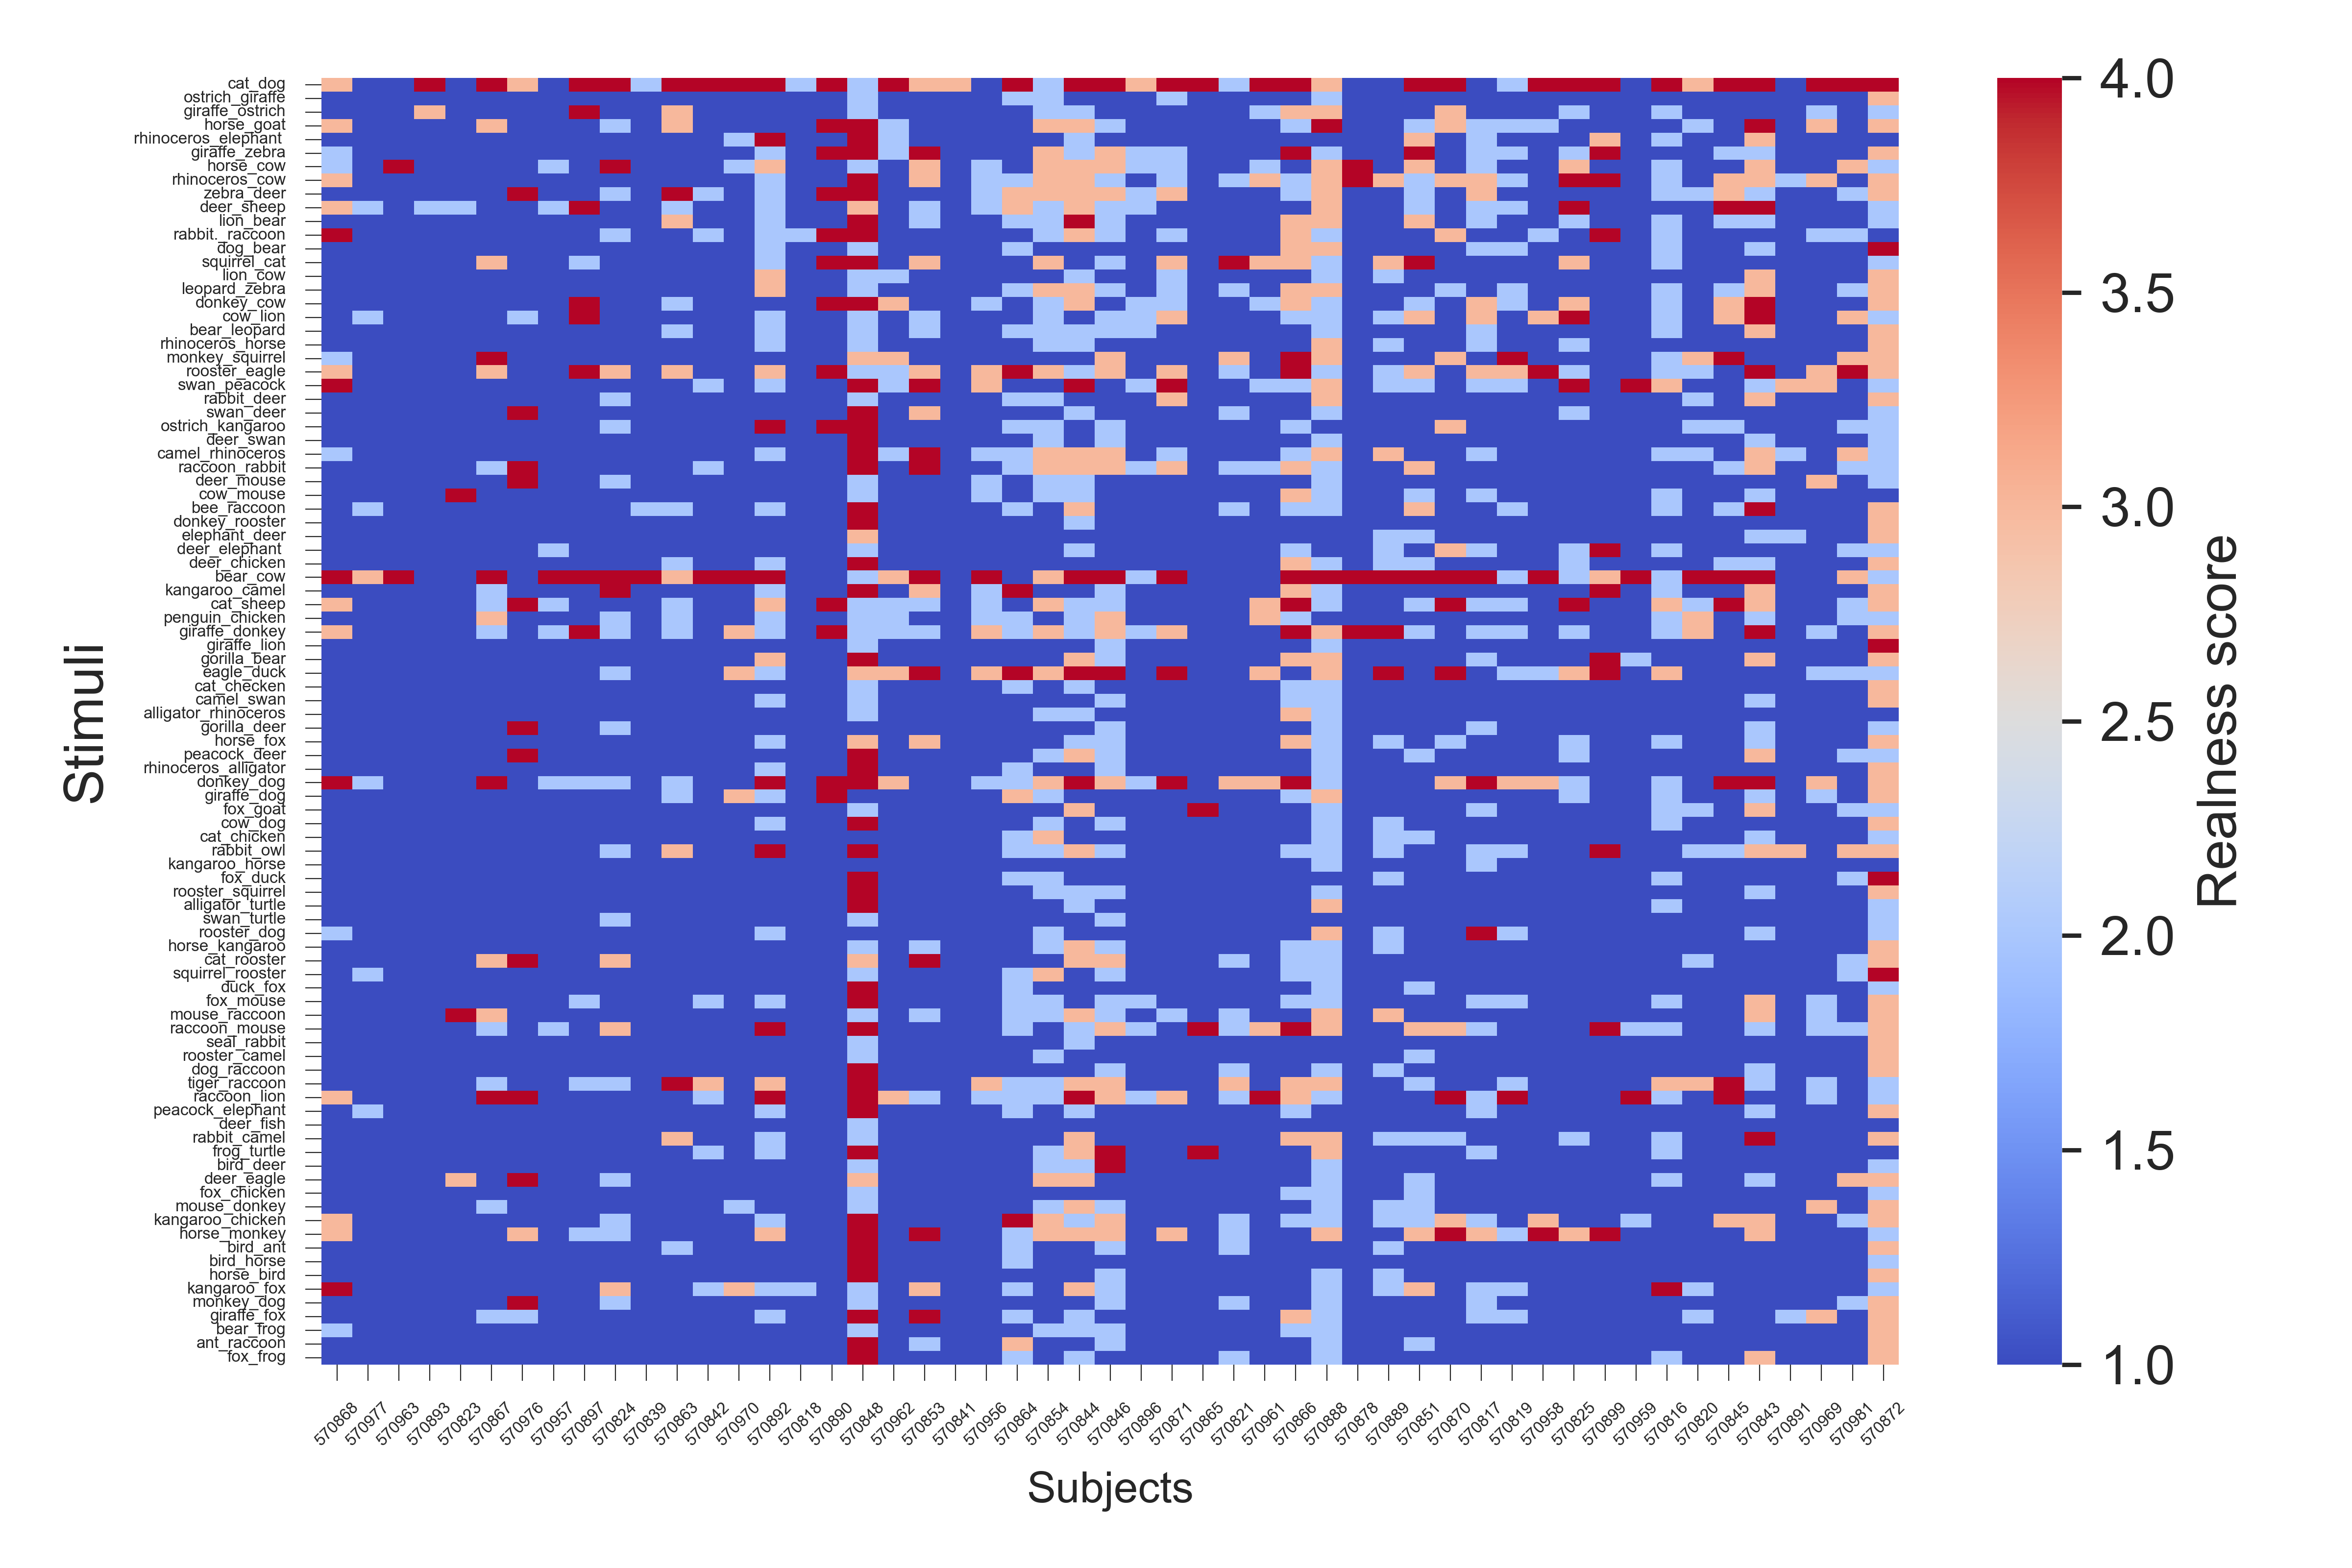 cat_dog
ostrich_giraffe
giraffe_ostrich
horse_goat
rhinoceros_elephant
giraffe_zebra
horse_cow
rhinoceros_cow
zebra_deer
deer_sheep
lion_bear
rabbit._raccoon
dog_bear
squirrel_cat
lion_cow
leopard_zebra
donkey_cow
cow_lion
bear_leopard
rhinoceros_horse
monkey_squirrel
rooster_eagle
swan_peacock
rabbit_deer
swan_deer
ostrich_kangaroo
deer_swan
camel_rhinoceros
raccoon_rabbit
deer_mouse
cow_mouse
bee_raccoon
donkey_rooster
elephant_deer
deer_elephant
deer_chicken
bear_cow
kangaroo_camel
cat_sheep
penguin_chicken
giraffe_donkey
giraffe_lion
gorilla_bear
eagle_duck
cat_checken
camel_swan
alligator_rhinoceros
gorilla_deer
horse_fox
peacock_deer
rhinoceros_alligator
donkey_dog
giraffe_dog
fox_goat
cow_dog
cat_chicken
rabbit_owl
kangaroo_horse
fox_duck
rooster_squirrel
alligator_turtle
swan_turtle
rooster_dog
horse_kangaroo
cat_rooster
squirrel_rooster
duck_fox
fox_mouse
mouse_raccoon
raccoon_mouse
seal_rabbit
rooster_camel
dog_raccoon
tiger_raccoon
raccoon_lion
peacock_elephant
deer_fish
rabbit_camel
frog_turtle
bird_deer
deer_eagle
fox_chicken
mouse_donkey
kangaroo_chicken
horse_monkey
bird_ant
bird_horse
horse_bird
kangaroo_fox
monkey_dog
giraffe_fox
bear_frog
ant_raccoon
fox_frog
Stimuli
570868 570977 570963 570893 570823 570867 570976 570957 570897 570824 570839 570863 570842 570970 570892 570818 570890 570848 570962 570853 570841 570956 570864 570854 570844 570846 570896 570871 570865 570821 570961 570866 570888 570878 570889 570851 570870 570817 570819 570958 570825 570899 570959 570816 570820 570845 570843 570891 570969 570981 570872
Subjects
4.0
3.5
3.0
2.5
2.0
1.5
1.0
Realness score